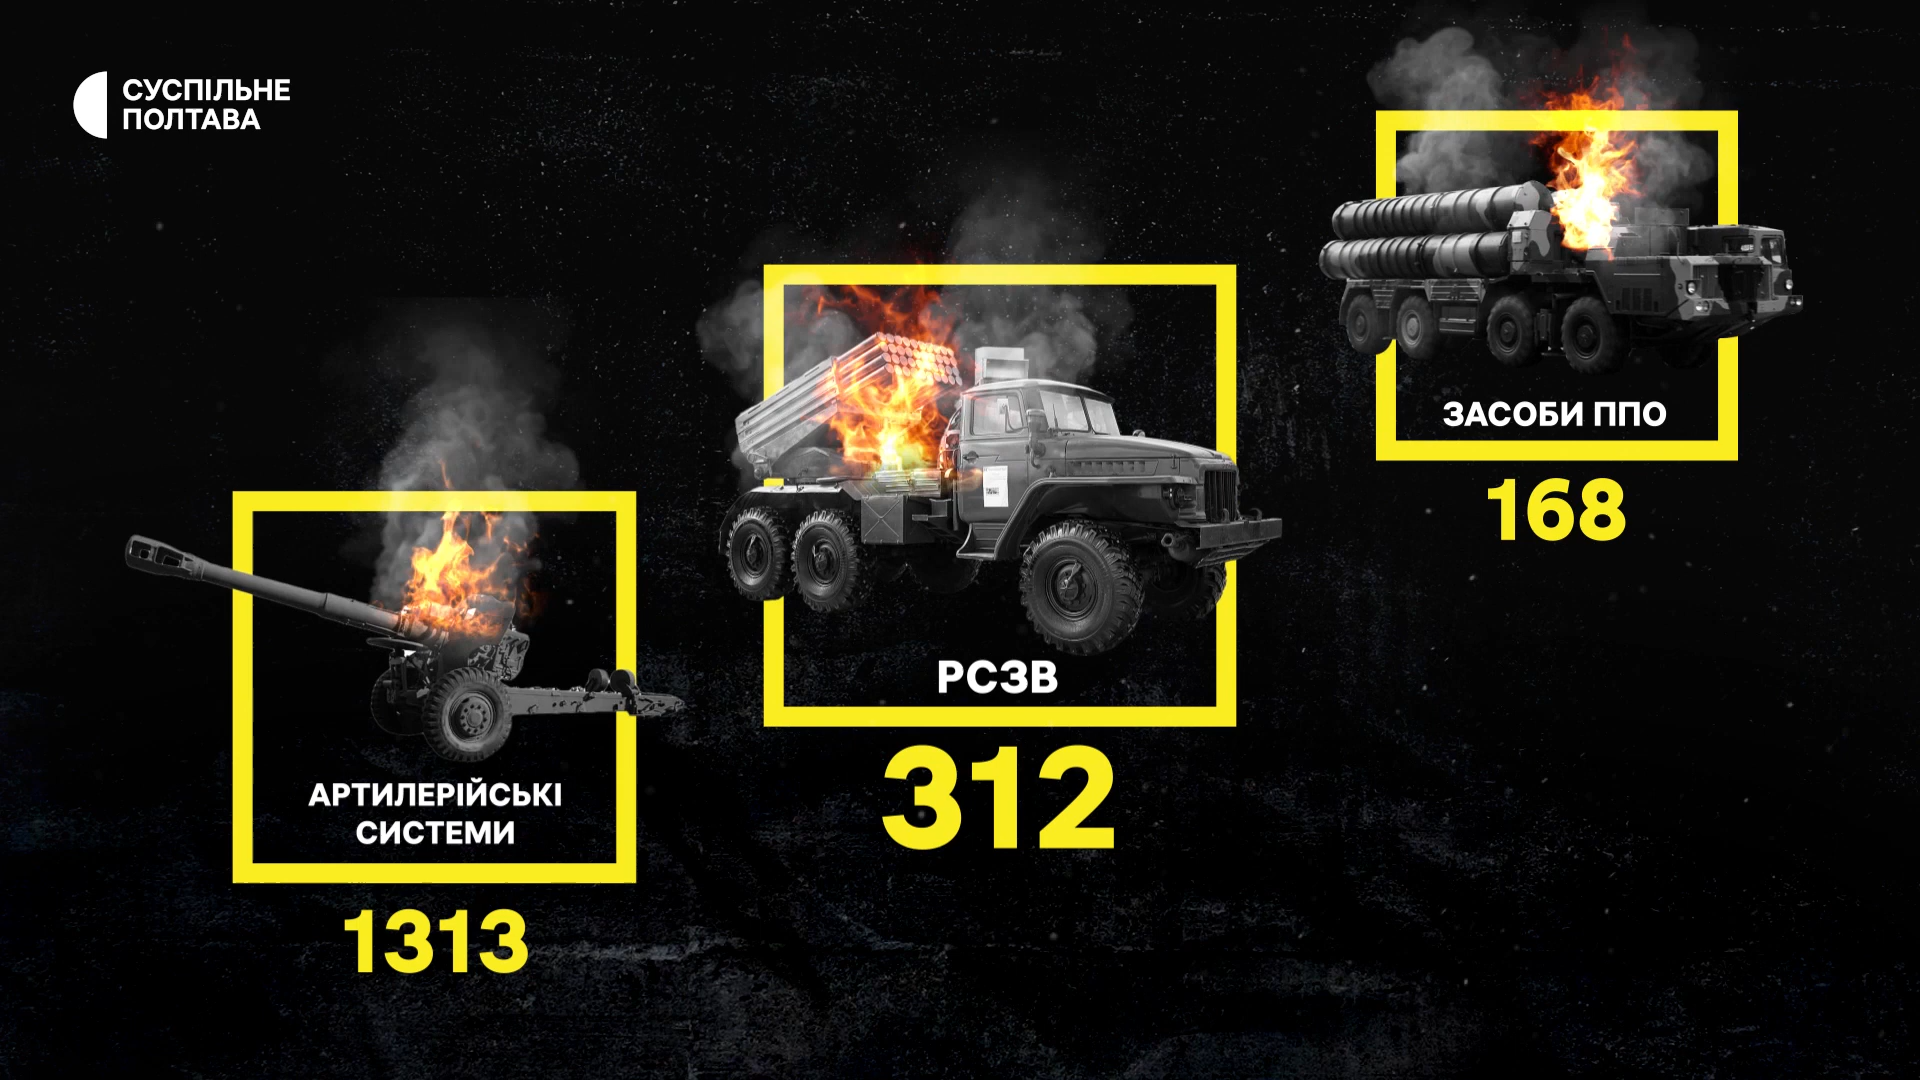 СУСПІЛЬНЕ
ПОЛТАВА
АРТИЛЕРІЙСЬКІ
СИСТЕМИ
1313
РСЗВ
312
ЗАСОБИ ППО
168